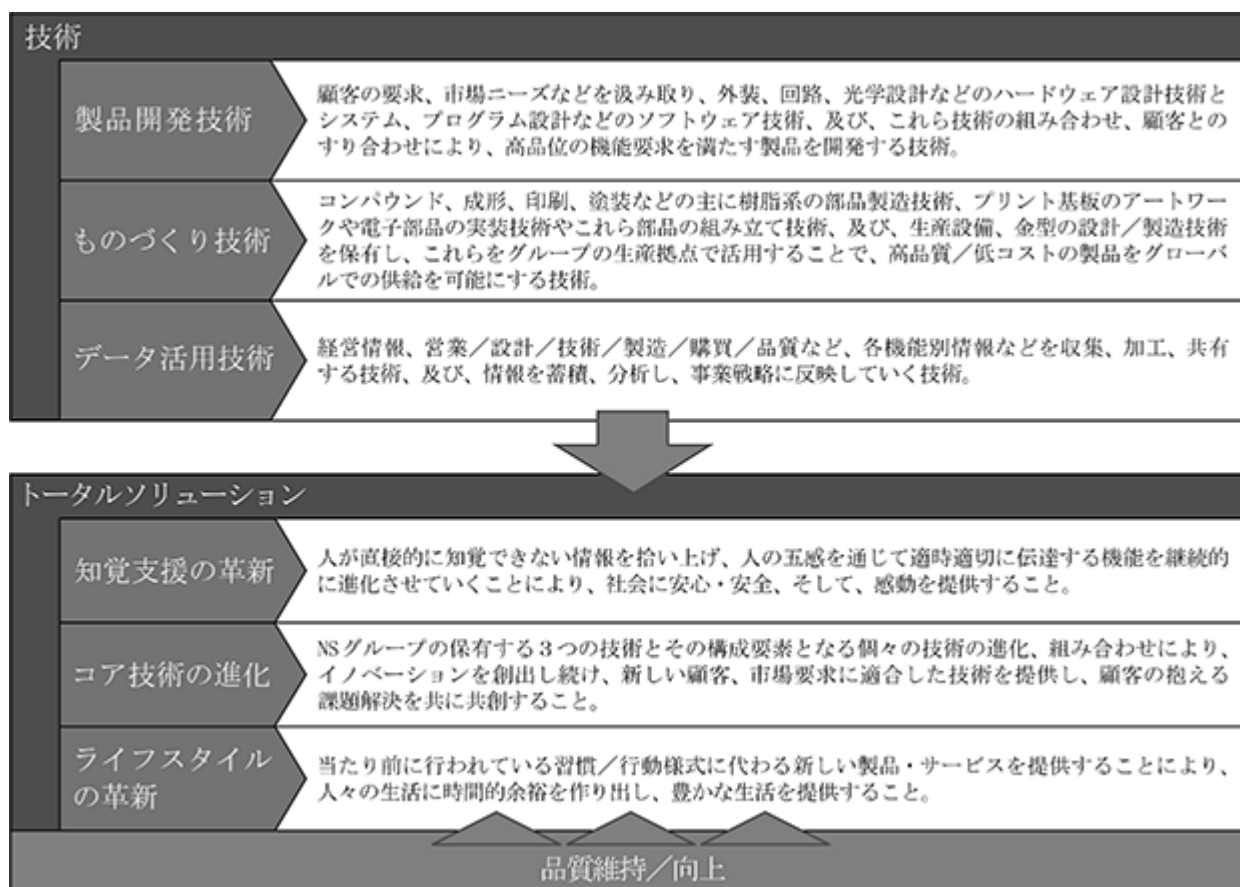 技術
製品開発技術
顧客の要求、市場ニーズなどを汲み取り、外装、回路、光学設計などのハードウェア設計技術と
システム、プログラム設計などのソフトウェア技術、及び、これら技術の組み合わせ、顧客との
すり合わせにより、高品位の機能要求を満たす製品を開発する技術。
ものづくり技術
コンパウンド、成形、印刷、塗装などの主に樹脂系の部品製造技術、プリント基板のアートワー
クや電子部品の実装技術やこれら部品の組み立て技術、及び、生産設備、金型の設計／製造技術
を保有し、これらをグループの生産拠点で活用することで、高品質／低コストの製品をグローバ
ルでの供給を可能にする技術。
データ活用技術
経営情報、営業／設計／技術／製造／購買／品質など、各機能別情報などを収集、加工、共有
する技術、及び、情報を蓄積、分析し、事業戦略に反映していく技術。
トータルソリューション
知覚支援の革新
人が直接的に知覚できない情報を拾い上げ、人の五感を通じて適時適切に伝達する機能を継続的
に進化させていくことにより、社会に安心・安全、そして、感動を提供すること。
コア技術の進化
NSグループの保有する３つの技術とその構成要素となる個々の技術の進化、組み合わせにより、
イノベーションを創出し続け、新しい顧客、市場要求に適合した技術を提供し、顧客の抱える
課題解決を共に共創すること。
ライフスタイル
の革新
当たり前に行われている習慣／行動様式に代わる新しい製品・サービスを提供することにより、
人々の生活に時間的余裕を作り出し、豊かな生活を提供すること。
品質維持／向上